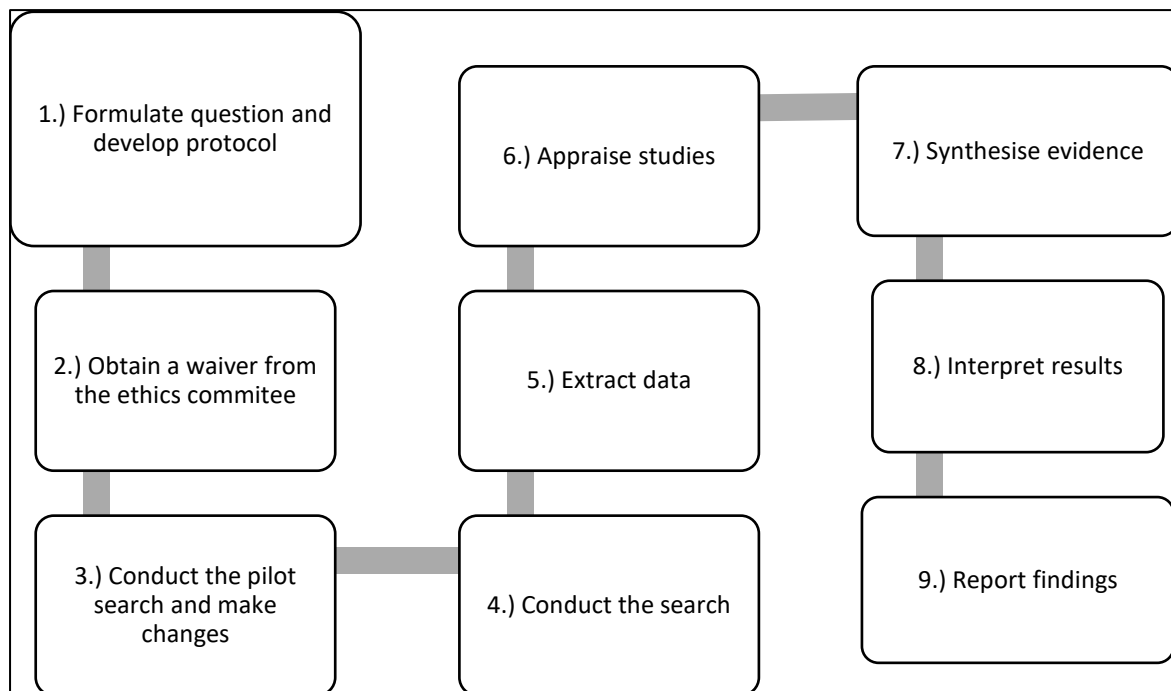 1.) Formulate question and
develop protocol
2.) Obtain a waiver from
the ethics commitee
3.) Conduct the pilot
search and make
changes
4.) Conduct the search
5.) Extract data
6.) Appraise studies
7.) Synthesise evidence
8.) Interpret results
9.) Report findings